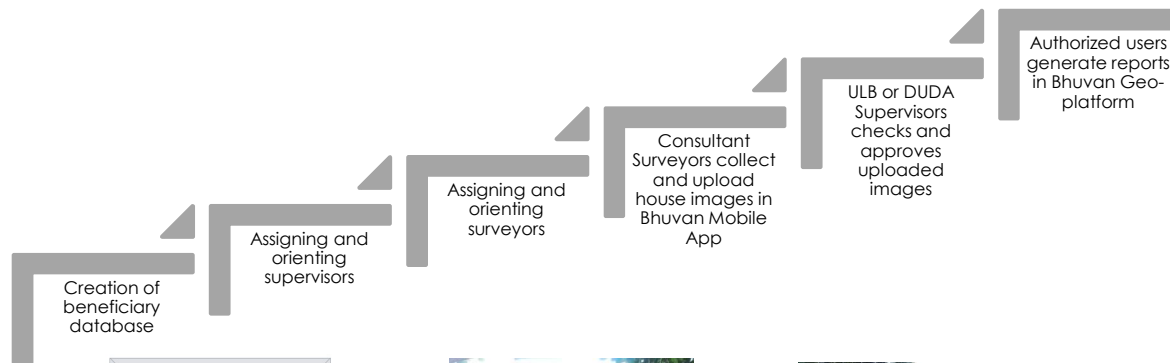 Creation of
beneficiary
database
Assigning and
orienting
supervisors
Assigning and
orienting
surveyors
Consultant
Surveyors collect
and upload
house images in
Bhuvan Mobile
App
ULB or DUDA
Supervisors
checks and
approves
uploaded
images
Authorized users
generate reports
in Bhuvan Geo-
platform